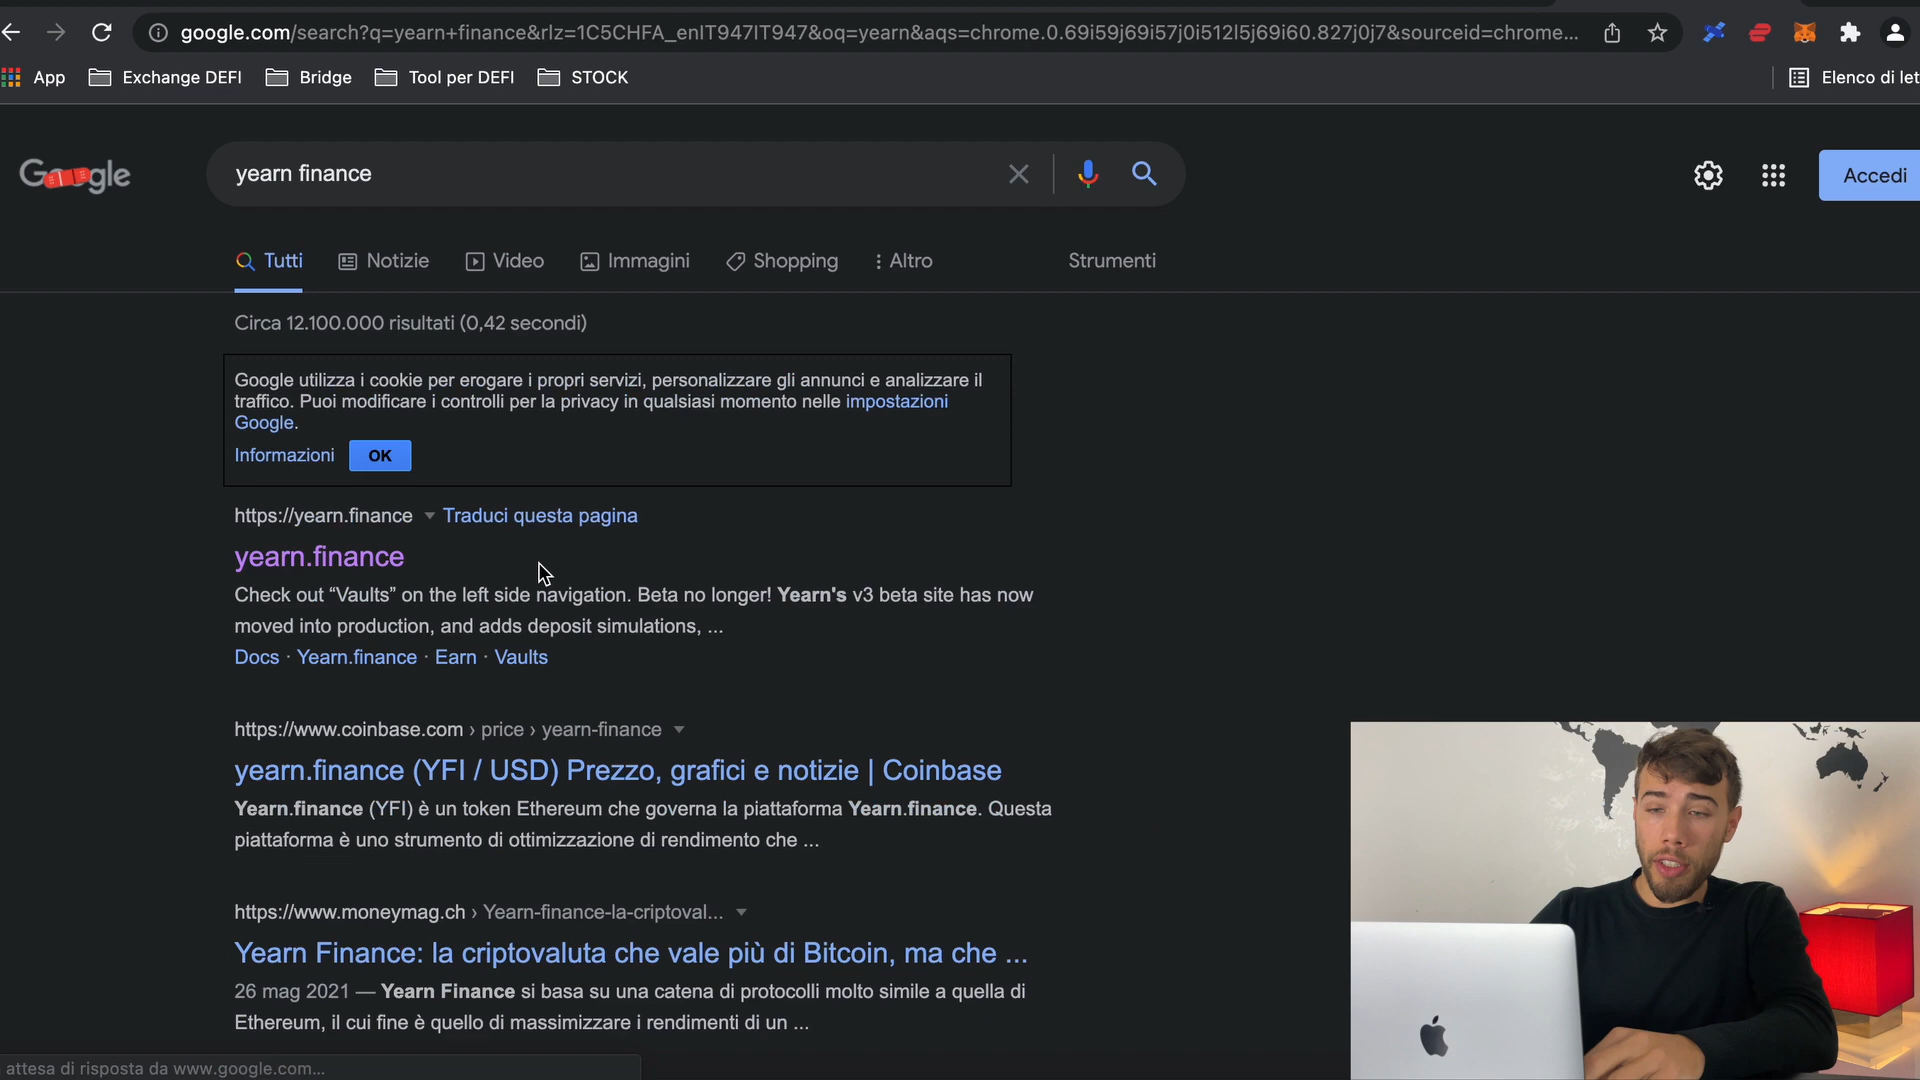 google.com/search?q=yearn+finance&rlz=1C5CHFA_enIT947IT947&oq=yearn&aqs=chrome.0.69i59j69i57j0i512l5j69i60.827j0j7&sourceid=chrome...
App Exchange DEFI Bridge Tool per DEFI STOCK Elenco di let
Google yearn finance Accedi
Tutti Notizie Video Immagini Shopping Altro Strumenti
Circa 12.100.000 risultati (0,42 secondi)
Google utilizza i cookie per erogare i propri servizi, personalizzare gli annunci e analizzare il
traffico. Puoi modificare i controlli per la privacy in qualsiasi momento nelle impostazioni
Google.
Informazioni OK
https://yearn.finance Traduci questa pagina
yearn.finance
Check out “Vaults” on the left side navigation. Beta no longer! Yearn's v3 beta site has now
moved into production, and adds deposit simulations, ...
Docs · Yearn.finance · Earn · Vaults
https://www.coinbase.com › price › yearn-finance
yearn.finance (YFI / USD) Prezzo, grafici e notizie | Coinbase
Yearn.finance (YFI) è un token Ethereum che governa la piattaforma Yearn.finance. Questa
piattaforma è uno strumento di ottimizzazione di rendimento che ...
https://www.moneymag.ch › Yearn-finance-la-criptoval...
Yearn Finance: la criptovaluta che vale più di Bitcoin, ma che ...
26 mag 2021 — Yearn Finance si basa su una catena di protocolli molto simile a quella di
Ethereum, il cui fine è quello di massimizzare i rendimenti di un ...
attesa di risposta da www.google.com...